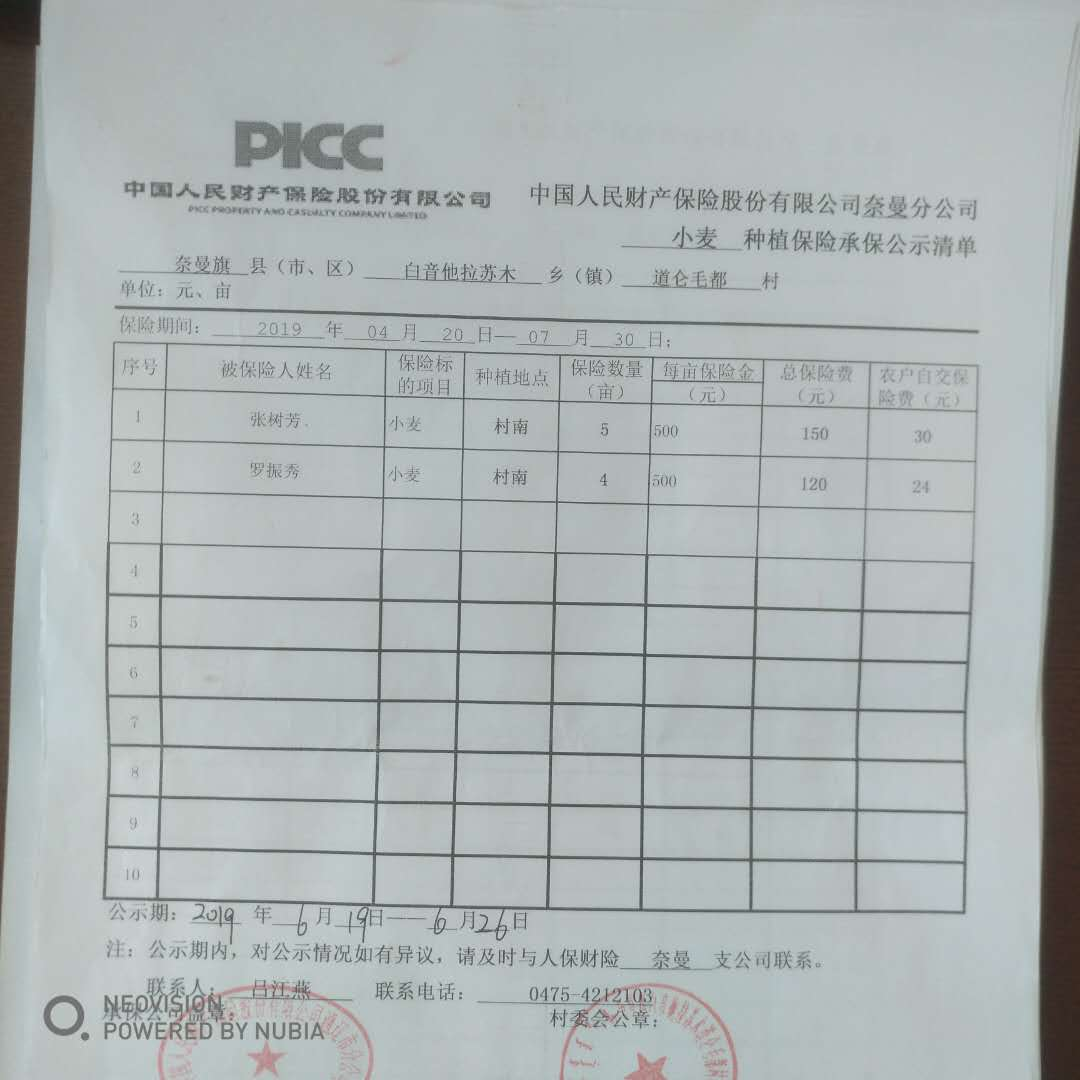 PICC
中国人民财产保险股份有限公司
PICC PROPERTY AND CASUALTY COMPANY LIMITED
中国人民财产保险股份有限公司奈曼分公司
小麦 种植保险承保公示清单
奈曼旗 县（市、区） 白音他拉苏木 乡（镇） 道仑毛都 村
单位：元、亩
保险期间： 2019 年 04 月 20 日— 07 月 30 日；
序号 被保险人姓名 保险标的项目 种植地点 保险数量（亩） 每亩保险金（元） 总保险费（元） 农户自交保险费（元）
1 张树芳 小麦 村南 5 500 150 30
2 罗振秀 小麦 村南 4 500 120 24
3
4
5
6
7
8
9
10
公示期：2019 年 6月19日——6月26日
注：公示期内，对公示情况如有异议，请及时与人保财险 奈曼 支公司联系。
联系人： 吕江燕 联系电话： 0475-4212103
承保公司盖章： 村委会公章：
NEOVISION
POWERED BY NUBIA